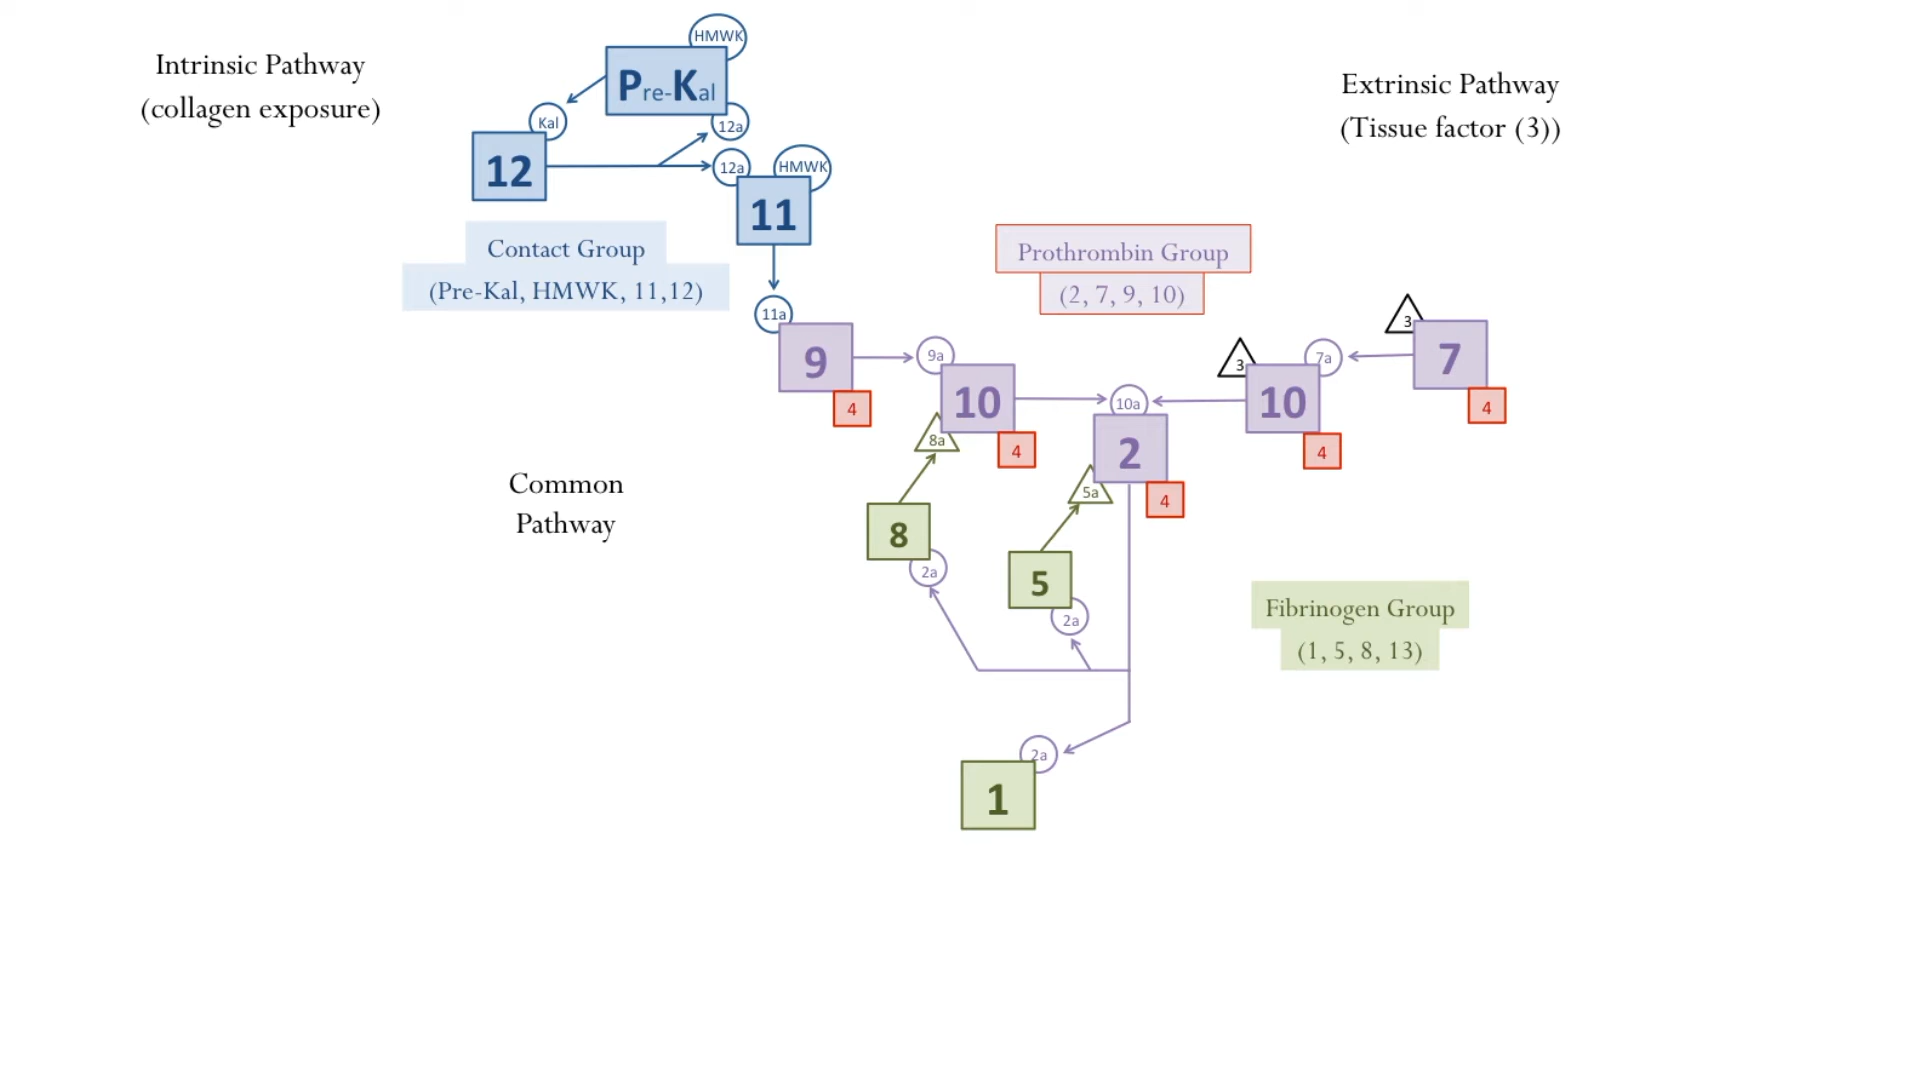 HMWK
Intrinsic Pathway
(collagen exposure)
Pre-Kal
Extrinsic Pathway
(Tissue factor (3))
Kal
12a
12
12a
HMWK
11
Contact Group
(Pre-Kal, HMWK, 11,12)
Prothrombin Group
(2, 7, 9, 10)
11a
3
9
9a
3
7a
7
4
10
10a
10
4
8a
4
2
4
Common
Pathway
5a
4
8
2a
5
2a
Fibrinogen Group
(1, 5, 8, 13)
2a
1